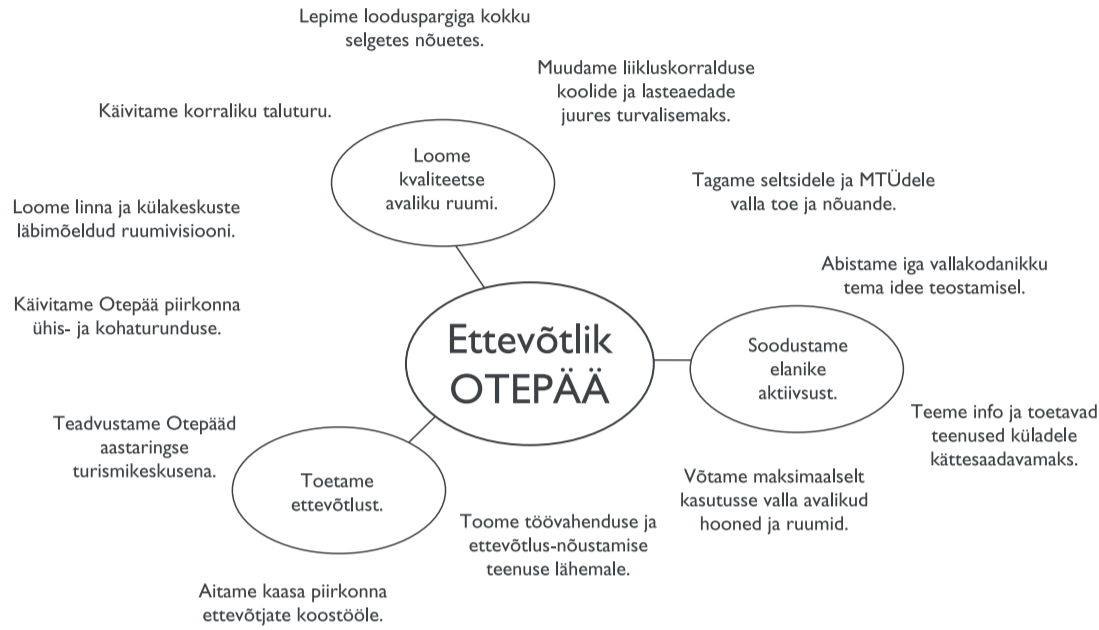 Lepime looduspargiga kokku
selgetes nõuetes.
Muudame liikluskorralduse
koolide ja lasteaedade
juures turvalisemaks.
Käivitame korraliku taluturu.
Loome
kvaliteetse
avaliku ruumi.
Tagame seltsidele ja MTÜdele
valla toe ja nõuande.
Loome linna ja külakeskuste
läbimõeldud ruumivisiooni.
Abistame iga vallakodanikku
tema idee teostamisel.
Käivitame Otepää piirkonna
ühis- ja kohaturunduse.
Ettevõtlik
OTEPÄÄ
Soodustame
elanike
aktiivsust.
Teeme info ja toetavad
teenused küladele
kättesaadavamaks.
Teadvustame Otepääd
aastaringse
turismikeskusena.
Toetame
ettevõtlust.
Võtame maksimaalselt
kasutusse valla avalikud
hooned ja ruumid.
Toome töövahenduse ja
ettevõtlus-nõustamise
teenuse lähemale.
Aitame kaasa piirkonna
ettevõtjate koostööle.